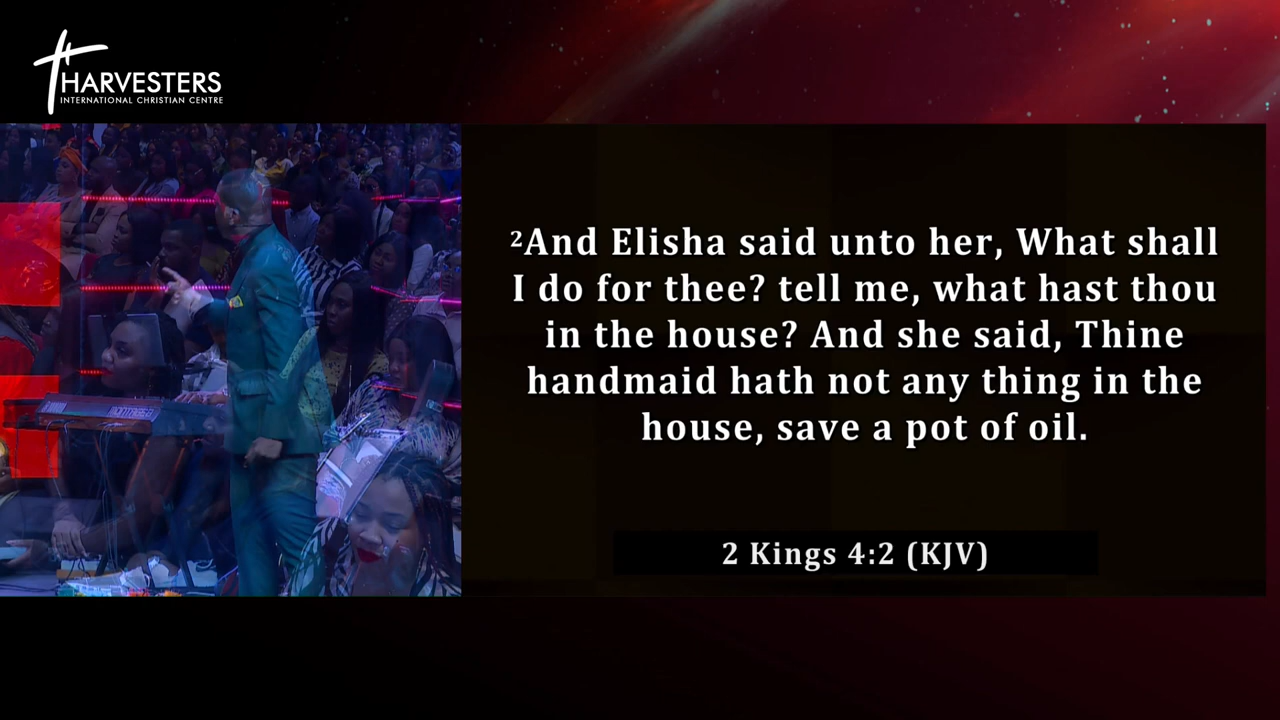 HARVESTERS
INTERNATIONAL CHRISTIAN CENTRE
²And Elisha said unto her, What shall
I do for thee? tell me, what hast thou
in the house? And she said, Thine
handmaid hath not any thing in the
house, save a pot of oil.
2 Kings 4:2 (KJV)